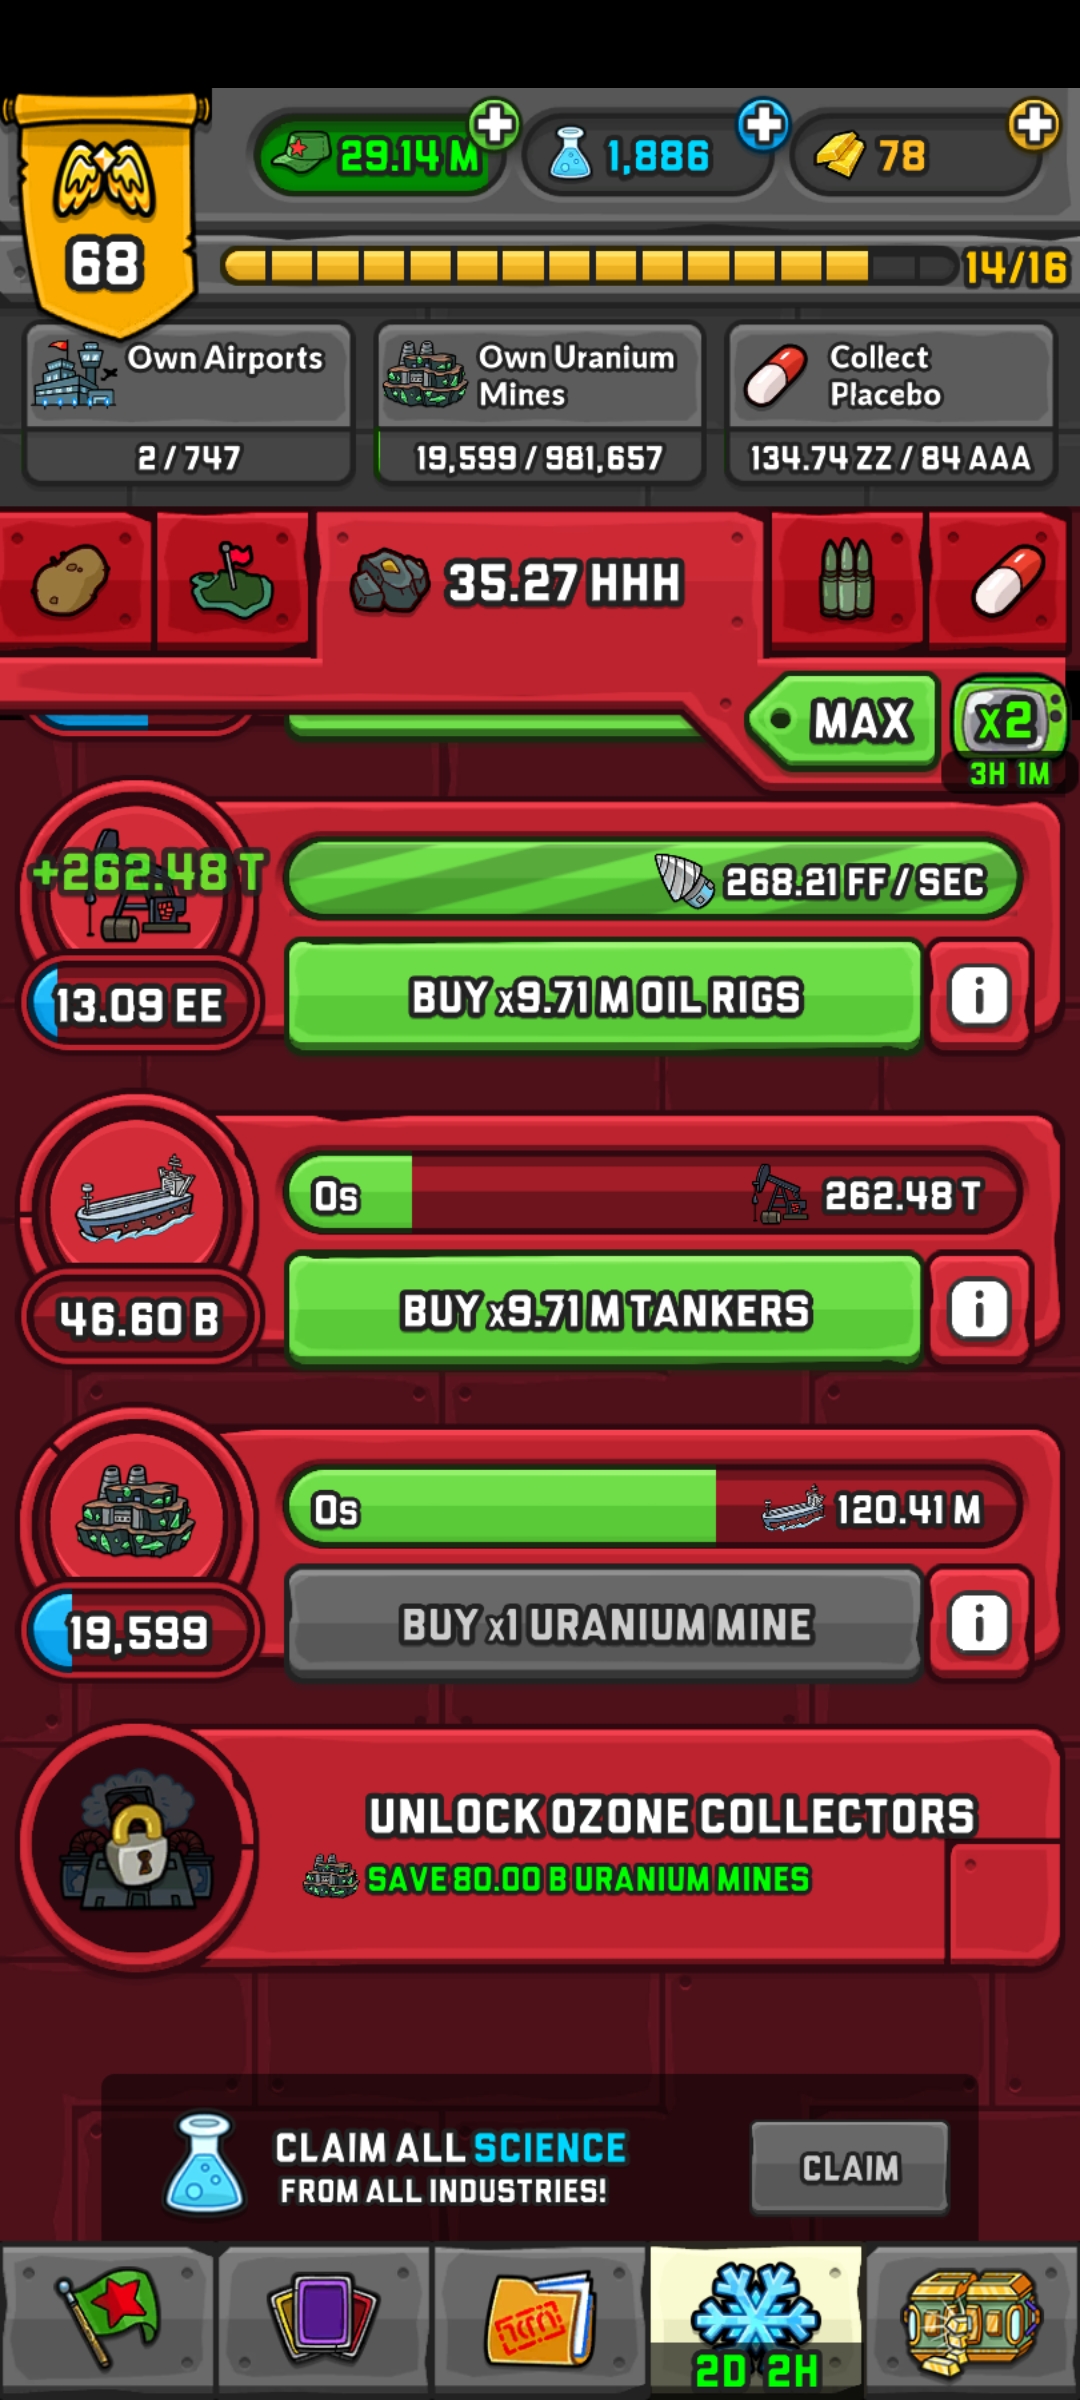 29.14 M
1,886
78
68
14/16
Own Airports
2 / 747
Own Uranium
Mines
19,599 / 981,657
Collect
Placebo
134.74 ZZ / 84 AAA
35.27 HHH
MAX
x2
3H 1M
+262.48 T
268.21 FF / SEC
13.09 EE
BUY x9.71 M OIL RIGS
i
0s
262.48 T
46.60 B
BUY x9.71 M TANKERS
i
0s
120.41 M
19,599
BUY x1 URANIUM MINE
i
UNLOCK OZONE COLLECTORS
SAVE 80.00 B URANIUM MINES
CLAIM ALL SCIENCE
FROM ALL INDUSTRIES!
CLAIM
2D 2H